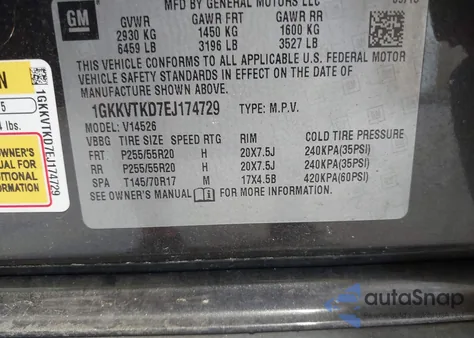 MFD BY GENERAL MOTORS LLC
GM
GVWR GAWR FRT GAWR RR
2930 KG 1450 KG 1600 KG
6459 LB 3196 LB 3527 LB
THIS VEHICLE CONFORMS TO ALL APPLICABLE U.S. FEDERAL MOTOR
VEHICLE SAFETY STANDARDS IN EFFECT ON THE DATE OF
MANUFACTURE SHOWN ABOVE.
1GKKVTKD7EJ174729 TYPE: M.P.V.
MODEL: V14526
VBBG TIRE SIZE SPEED RTG RIM COLD TIRE PRESSURE
FRT P255/55R20 H 20X7.5J 240KPA(35PSI)
RR P255/55R20 H 20X7.5J 240KPA(35PSI)
SPA T145/70R17 M 17X4.5B 420KPA(60PSI)
SEE OWNER'S MANUAL FOR MORE INFORMATION.
5
lbs.
OWNER'S
FOR
INFORMATION
1GKKVTKD7EJ174729
autoSnap